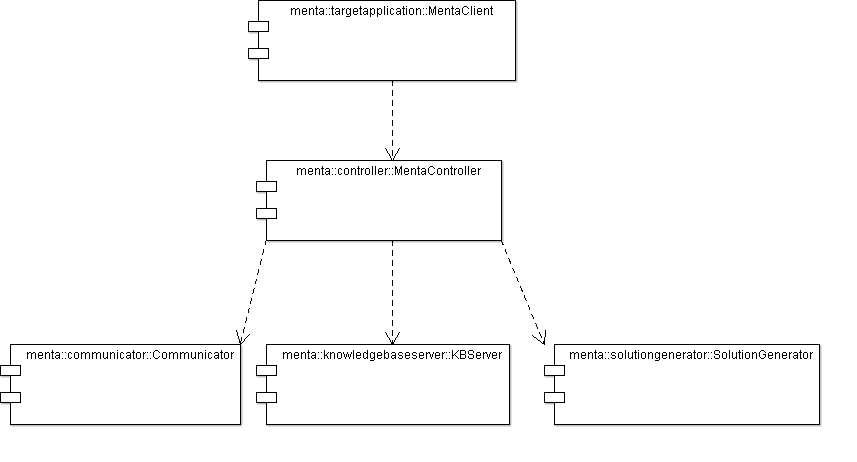 menta::targetapplication::MentaClient
menta::controller::MentaController
menta::communicator::Communicator
menta::knowledgebaseserver::KBServer
menta::solutiongenerator::SolutionGenerator